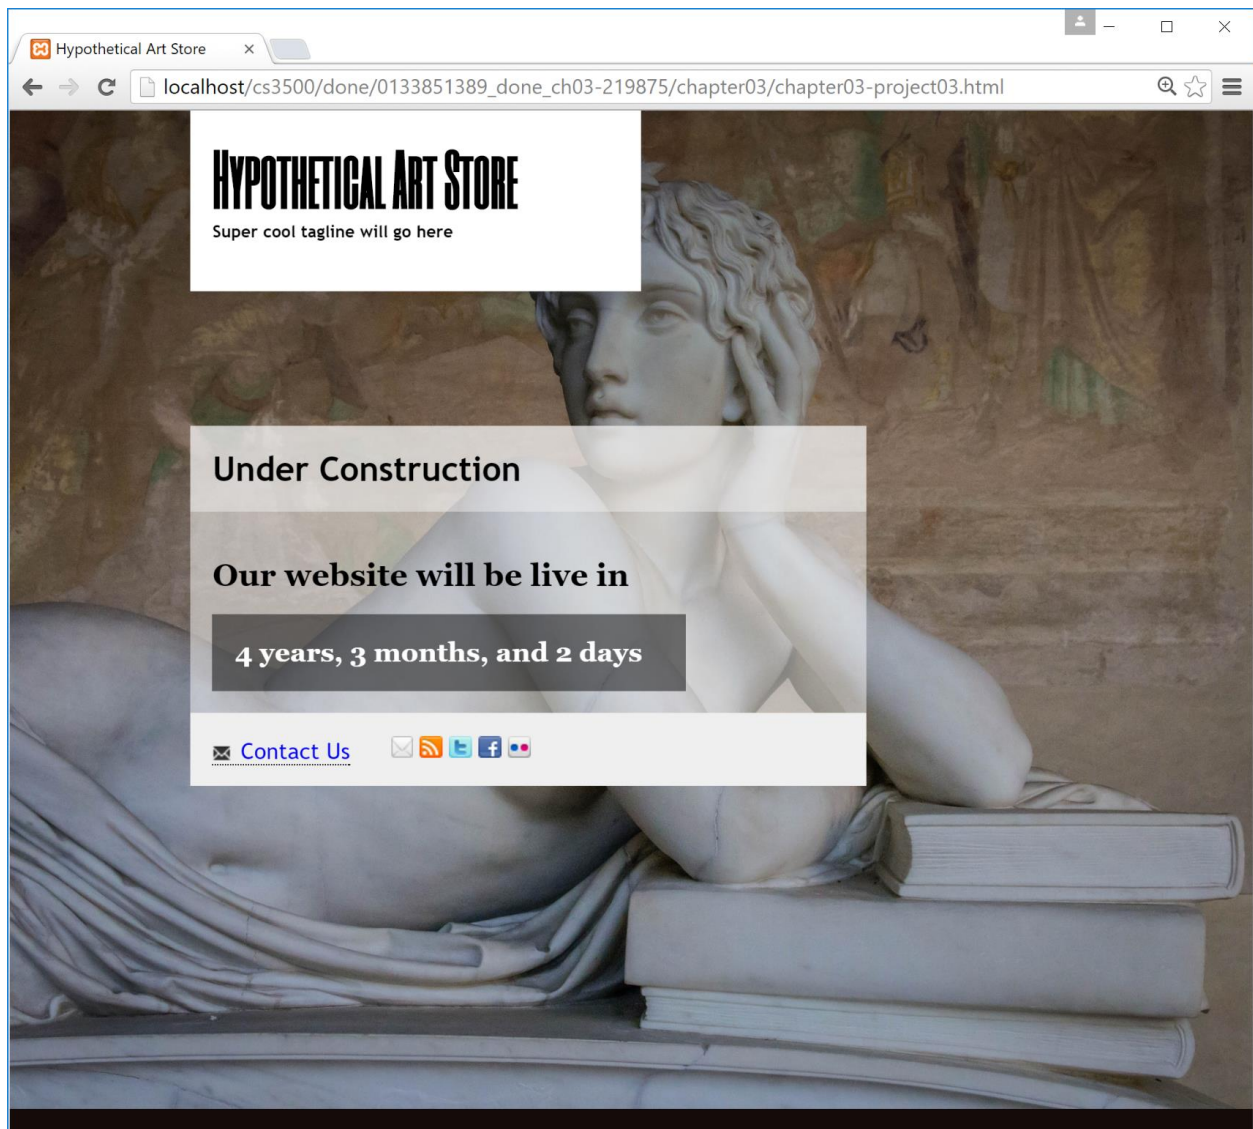 Hypothetical Art Store
localhost/cs3500/done/0133851389_done_ch03-219875/chapter03/chapter03-project03.html
Hypothetical Art Store
Super cool tagline will go here
Under Construction
Our website will be live in
4 years, 3 months, and 2 days
Contact Us